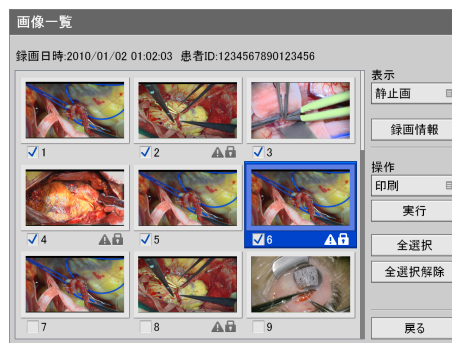 画像一覧
録画日時:2010/01/02 01:02:03 患者ID:1234567890123456
表示
静止画
録画情報
1
2
3
操作
印刷
実行
4
5
6
全選択
全選択解除
7
8
9
戻る